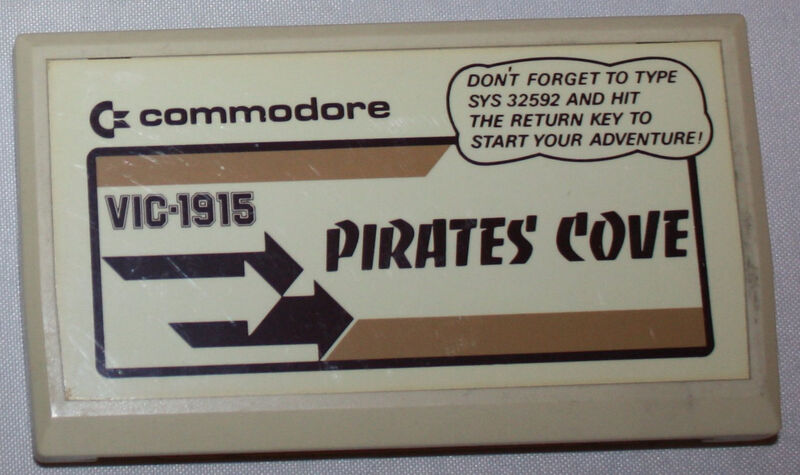 commodore
DON'T FORGET TO TYPE
SYS 32592 AND HIT
THE RETURN KEY TO
START YOUR ADVENTURE!
VIC-1915
PIRATES' COVE